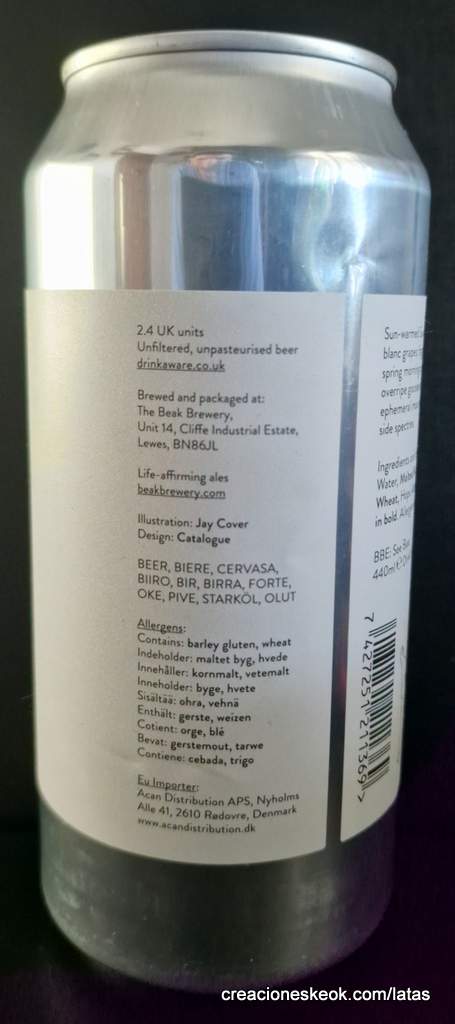 2.4 UK units
Unfiltered, unpasteurised beer
drinkaware.co.uk
Brewed and packaged at:
The Beak Brewery,
Unit 14, Cliffe Industrial Estate,
Lewes, BN86JL
Life-affirming ales
beakbrewery.com
Illustration: Jay Cover
Design: Catalogue
BEER, BIERE, CERVASA,
BIIRO, BIR, BIRRA, FORTE,
OKE, PIVE, STARKÖL, OLUT
Allergens:
Contains: barley gluten, wheat
Indeholder: maltet byg, hvede
Innehåller: kornmalt, vetemalt
Inneholder: byge, hvete
Sisältää: ohra, vehnä
Enthält: gerste, weizen
Cotient: orge, blé
Bevat: gerstemout, tarwe
Contiene: cebada, trigo
Eu Importer:
Acan Distribution APS, Nyholms
Alle 41, 2610 Rødovre, Denmark
www.acandistribution.dk
Sun-warmed
blanc grapes
spring morning
overripe
ephemeral
side spectres
Ingredients
Water,
Wheat,
in bold.
BBE: See
440ml
7 427251 211369 >
creacioneskeok.com/latas